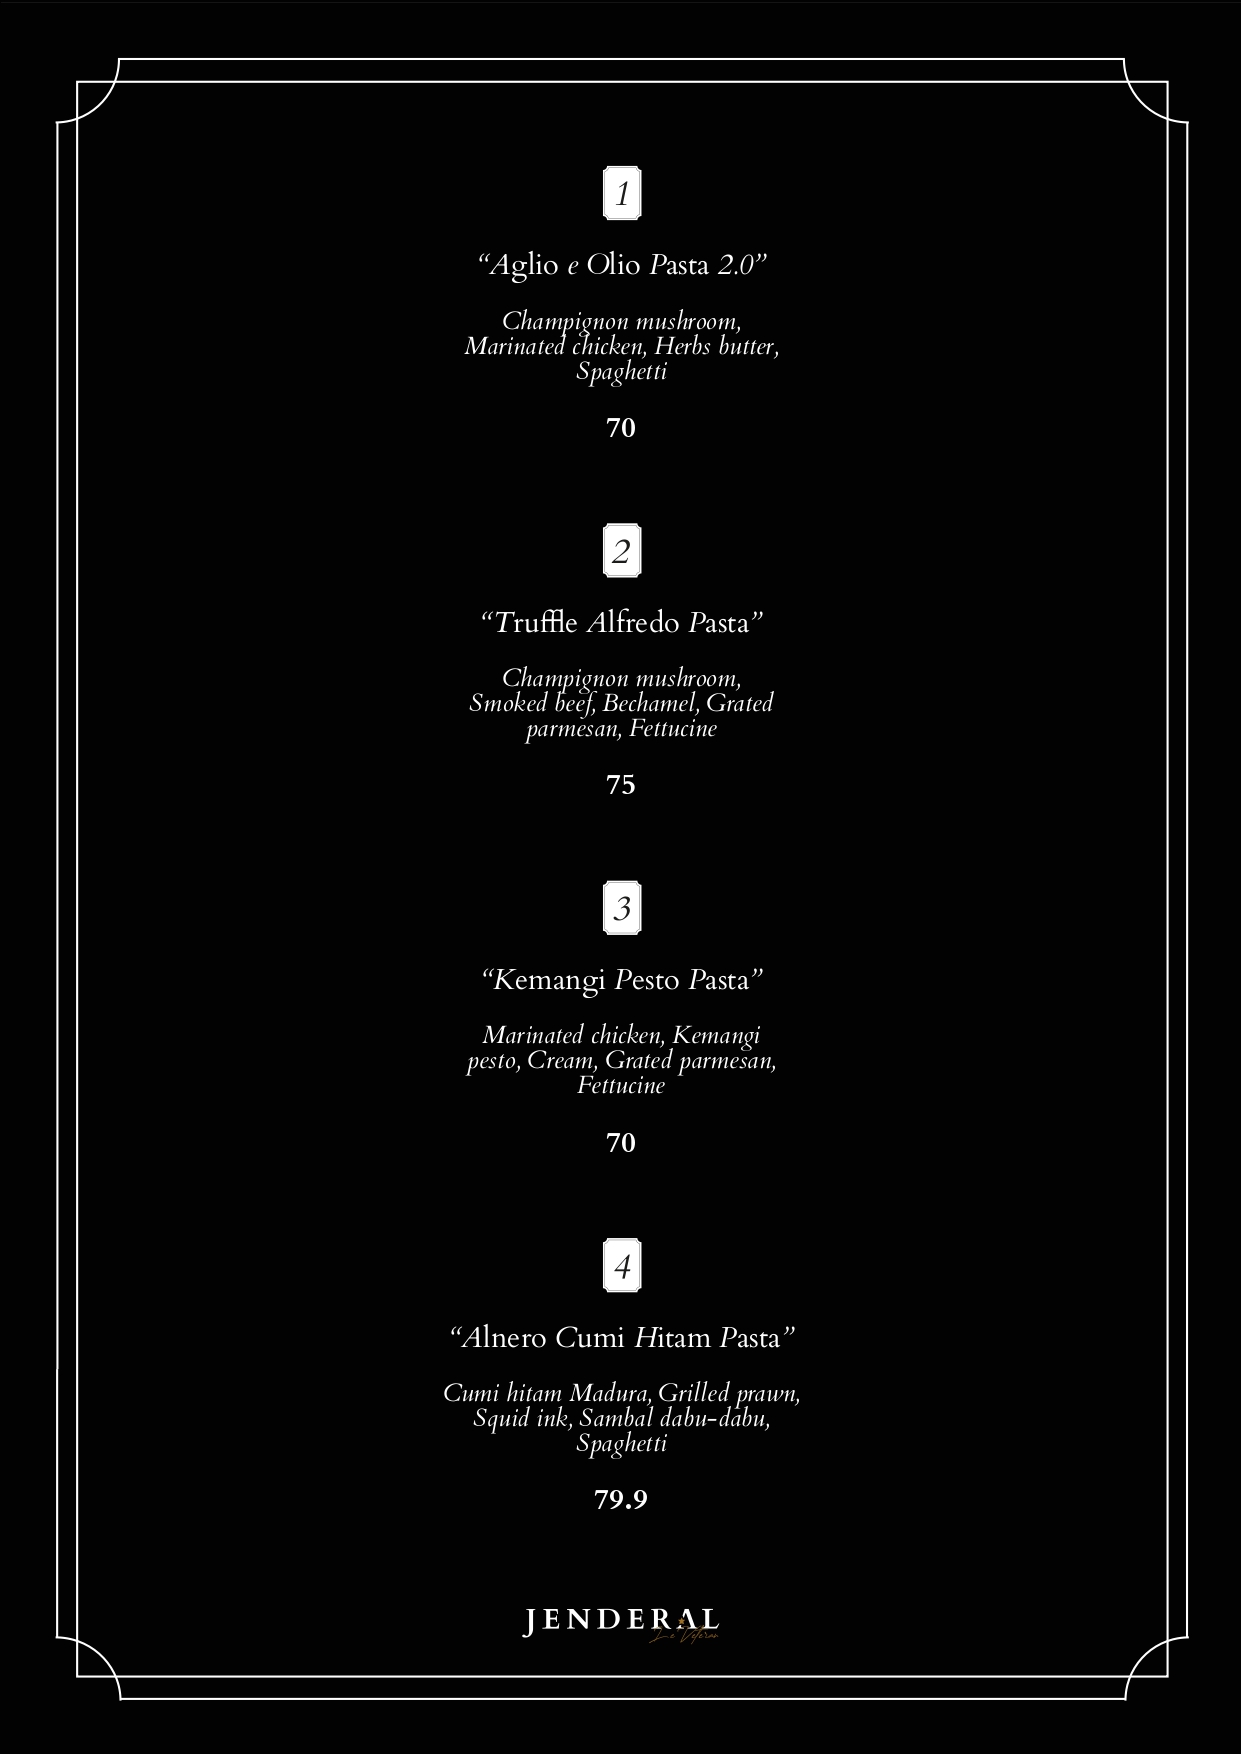 1
“Aglio e Olio Pasta 2.0”
Champignon mushroom,
Marinated chicken, Herbs butter,
Spaghetti
70
2
“Truffle Alfredo Pasta”
Champignon mushroom,
Smoked beef, Bechamel, Grated
parmesan, Fettucine
75
3
“Kemangi Pesto Pasta”
Marinated chicken, Kemangi
pesto, Cream, Grated parmesan,
Fettucine
70
4
“Alnero Cumi Hitam Pasta”
Cumi hitam Madura, Grilled prawn,
Squid ink, Sambal dabu-dabu,
Spaghetti
79.9
JENDERAL
Le Veteran